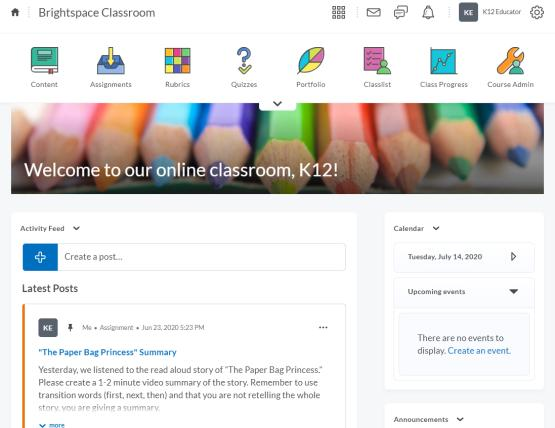 Brightspace Classroom
KE K12 Educator
Content Assignments Rubrics Quizzes Portfolio Classlist Class Progress Course Admin
Welcome to our online classroom, K12!
Activity Feed
Create a post...
Latest Posts
KE Me • Assignment • Jun 23, 2020 5:23 PM
"The Paper Bag Princess" Summary
Yesterday, we listened to the read aloud story of "The Paper Bag Princess."
Please create a 1-2 minute video summary of the story. Remember to use
transition words (first, next, then) and that you are not retelling the whole
story, you are giving a summary.
more
Calendar
Tuesday, July 14, 2020
Upcoming events
There are no events to
display. Create an event.
Announcements